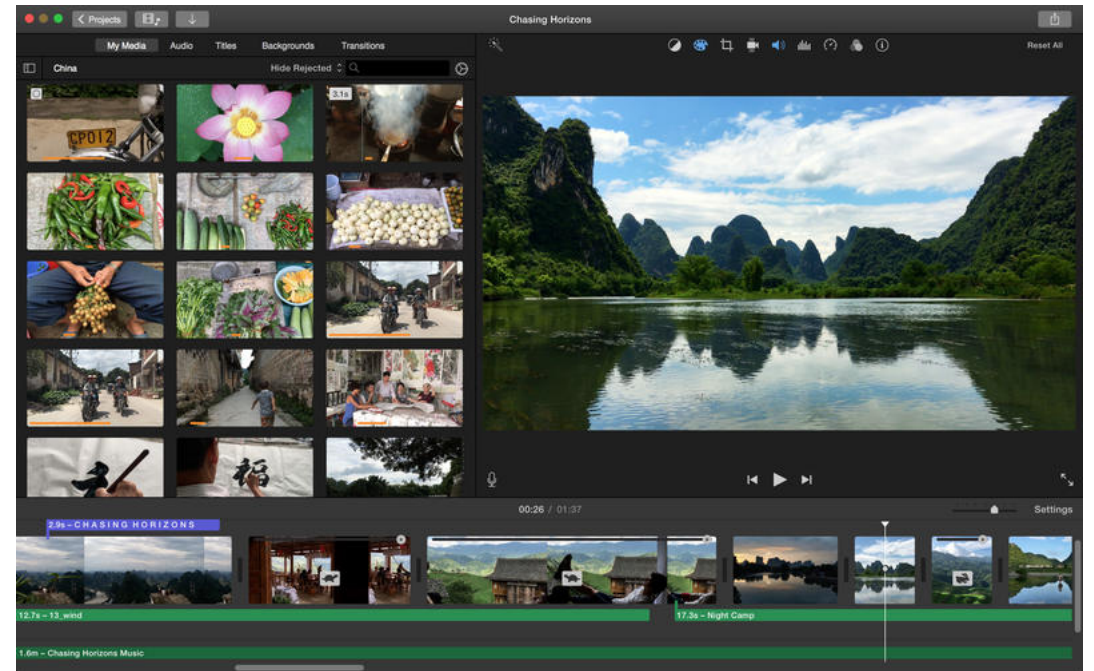 Projects
Chasing Horizons
My Media Audio Titles Backgrounds Transitions
Reset All
China
Hide Rejected
CP012
3.1s
福
00:26 / 01:37
Settings
2.9s – CHASING HORIZONS
12.7s – 13_wind
17.3s – Night Camp
1.6m – Chasing Horizons Music